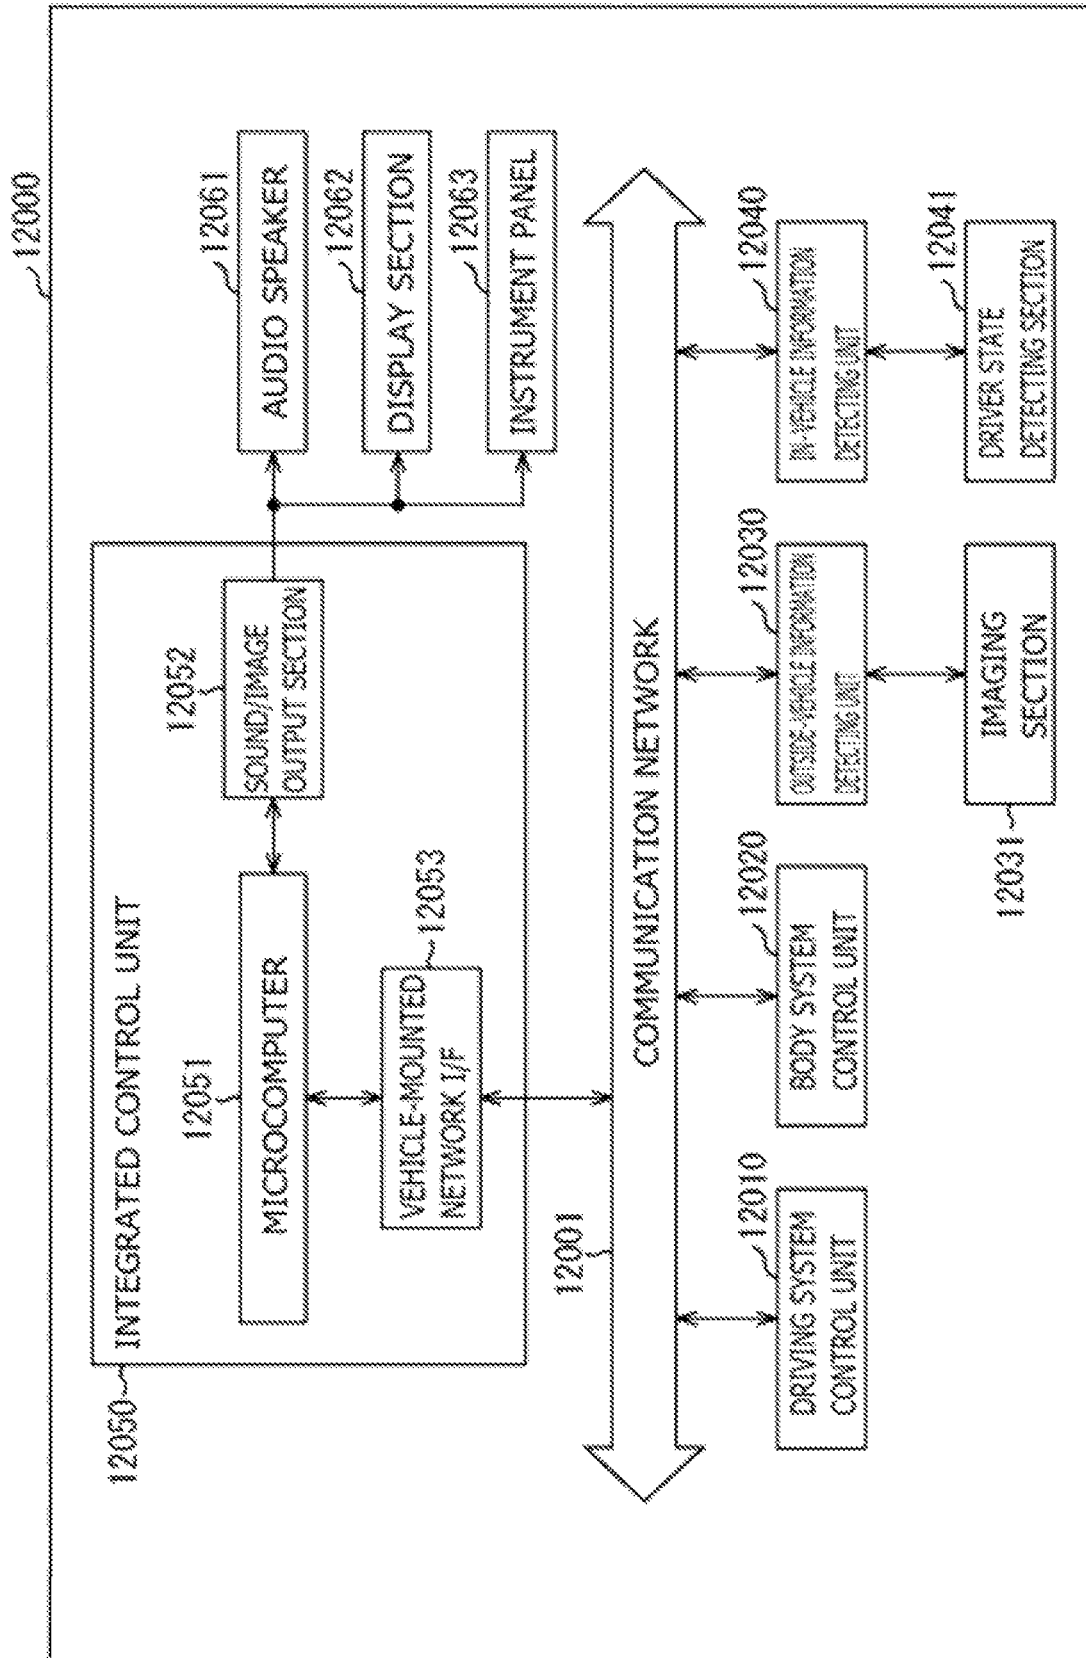 12000
12050
INTEGRATED CONTROL UNIT
12051
MICROCOMPUTER
12052
SOUND/IMAGE
OUTPUT SECTION
12053
VEHICLE-MOUNTED
NETWORK I/F
12061
AUDIO SPEAKER
12062
DISPLAY SECTION
12063
INSTRUMENT PANEL
12001
COMMUNICATION NETWORK
12010
DRIVING SYSTEM
CONTROL UNIT
12020
BODY SYSTEM
CONTROL UNIT
12030
OUTSIDE-VEHICLE INFORMATION
DETECTING UNIT
12040
IN-VEHICLE INFORMATION
DETECTING UNIT
12031
IMAGING
SECTION
12041
DRIVER STATE
DETECTING SECTION